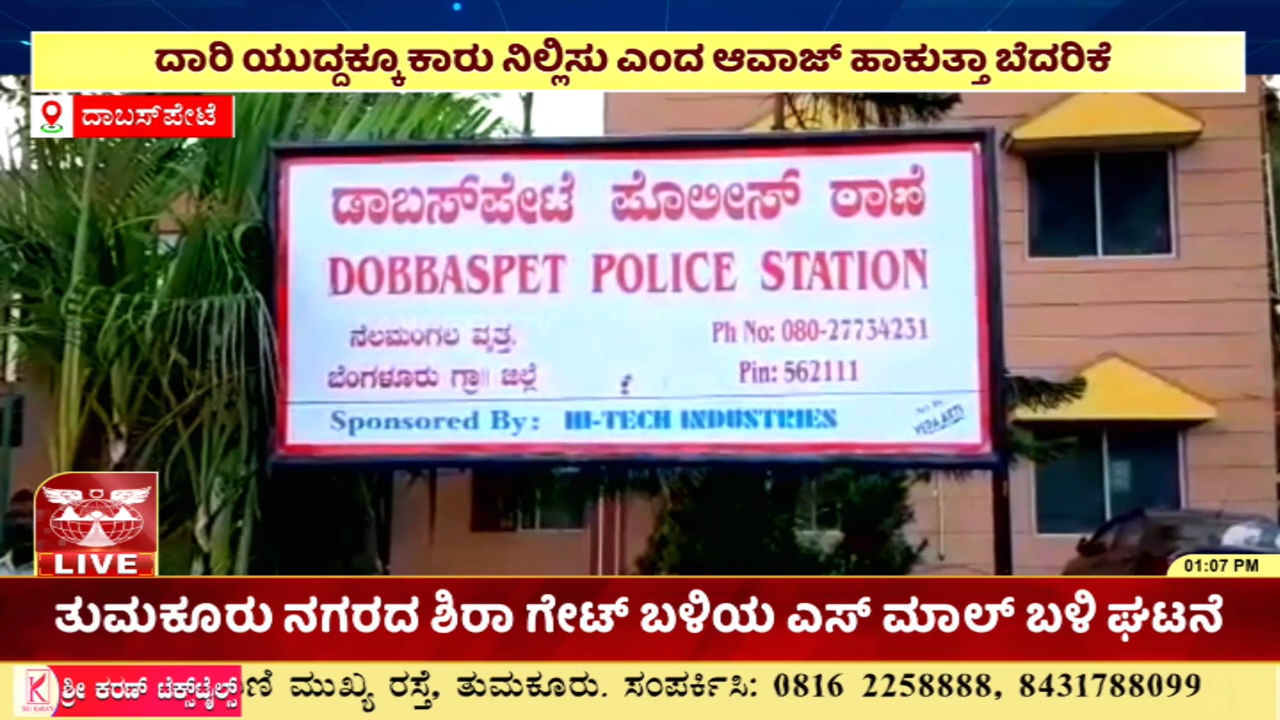 ದಾರಿ ಯುದ್ದಕ್ಕೂ ಕಾರು ನಿಲ್ಲಿಸು ಎಂದ ಆವಾಜ್ ಹಾಕುತ್ತಾ ಬೆದರಿಕೆ
ದಾಬಸ್‌ಪೇಟೆ
ಡಾಬಸ್‌ಪೇಟೆ ಪೊಲೀಸ್ ಠಾಣೆ
DOBBASPET POLICE STATION
ನೆಲಮಂಗಲ ವೃತ್ತ.
Ph No: 080-27734231
ಬೆಂಗಳೂರು ಗ್ರಾ॥ ಜಿಲ್ಲೆ
Pin: 562111
Sponsored By: HI-TECH INDUSTRIES
VEDA ARTS
LIVE
01:07 PM
ತುಮಕೂರು ನಗರದ ಶಿರಾ ಗೇಟ್ ಬಳಿಯ ಎಸ್ ಮಾಲ್ ಬಳಿ ಘಟನೆ
ಶ್ರೀ ಕರಣ್ ಟೆಕ್ಸ್‌ಟೈಲ್ಸ್ ಮುಖ್ಯ ರಸ್ತೆ, ತುಮಕೂರು. ಸಂಪರ್ಕಿಸಿ: 0816 2258888, 8431788099